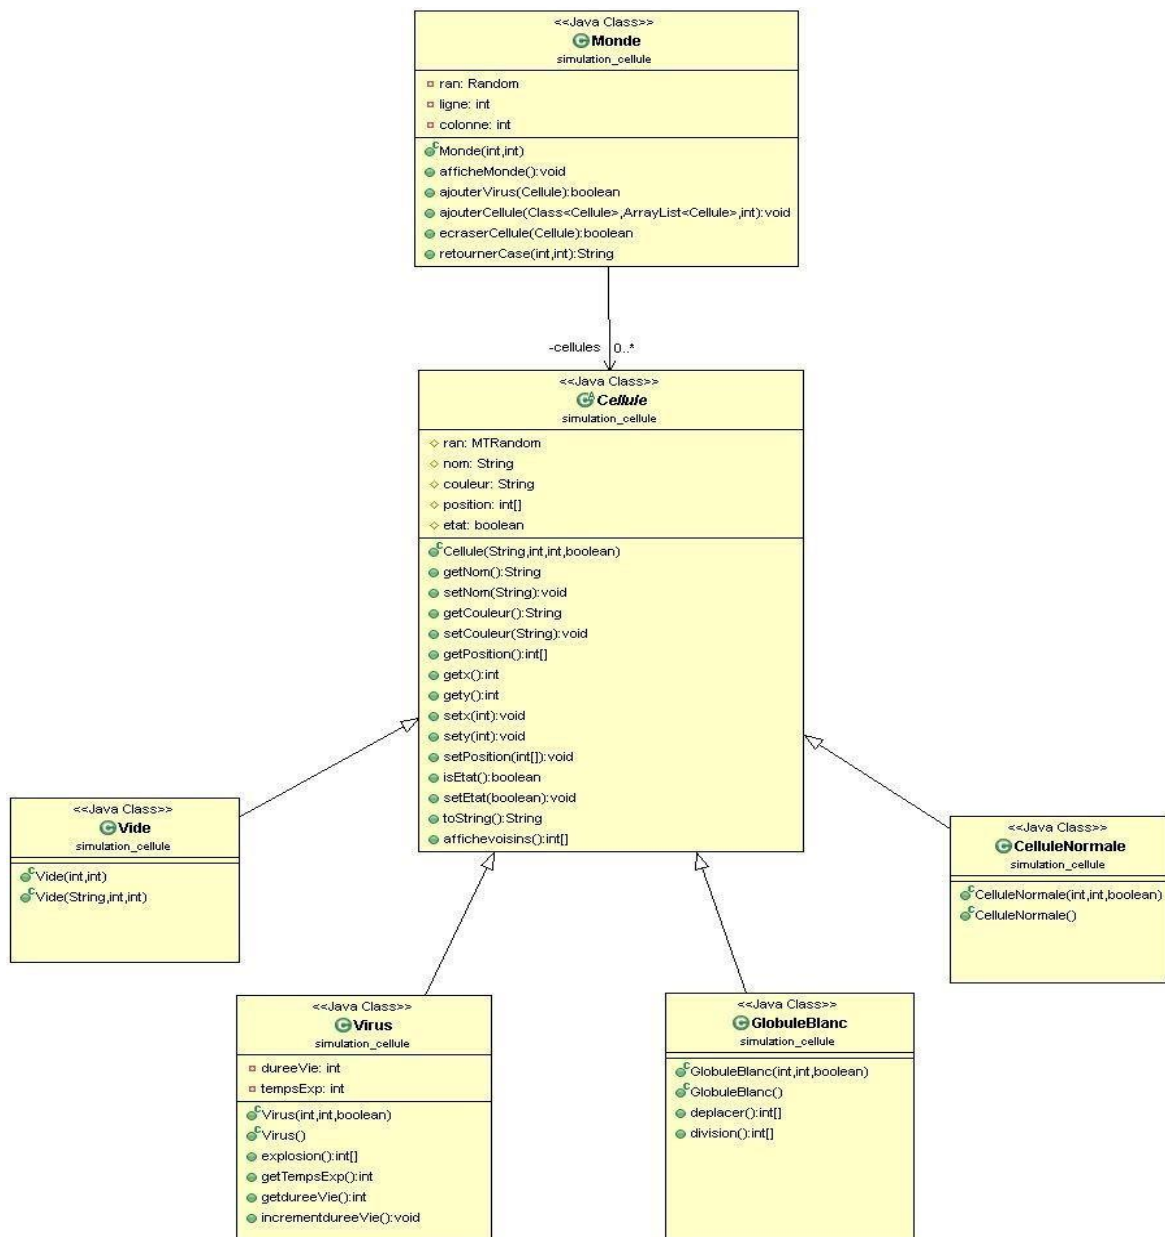 <<Java Class>>
Monde
simulation_cellule
ran: Random
ligne: int
colonne: int
Monde(int,int)
afficheMonde():void
ajouterVirus(Cellule):boolean
ajouterCellule(Class<Cellule>,ArrayList<Cellule>,int):void
ecraserCellule(Cellule):boolean
retournerCase(int,int):String
-cellules 0..*
<<Java Class>>
Cellule
simulation_cellule
ran: MTRandom
nom: String
couleur: String
position: int[]
etat: boolean
Cellule(String,int,int,boolean)
getNom():String
setNom(String):void
getCouleur():String
setCouleur(String):void
getPosition():int[]
getx():int
gety():int
setx(int):void
sety(int):void
setPosition(int[]):void
isEtat():boolean
setEtat(boolean):void
toString():String
affichevoisins():int[]
<<Java Class>>
Vide
simulation_cellule
Vide(int,int)
Vide(String,int,int)
<<Java Class>>
CelluleNormale
simulation_cellule
CelluleNormale(int,int,boolean)
CelluleNormale()
<<Java Class>>
Virus
simulation_cellule
dureeVie: int
tempsExp: int
Virus(int,int,boolean)
Virus()
explosion():int[]
getTempsExp():int
getdureeVie():int
incrementdureeVie():void
<<Java Class>>
GlobuleBlanc
simulation_cellule
GlobuleBlanc(int,int,boolean)
GlobuleBlanc()
deplacer():int[]
division():int[]